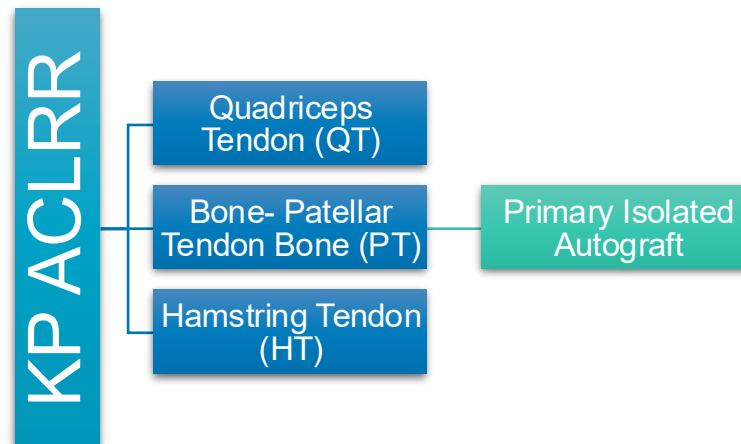 KP ACLRR
Quadriceps
Tendon (QT)
Bone- Patellar
Tendon Bone (PT)
Hamstring Tendon
(HT)
Primary Isolated
Autograft